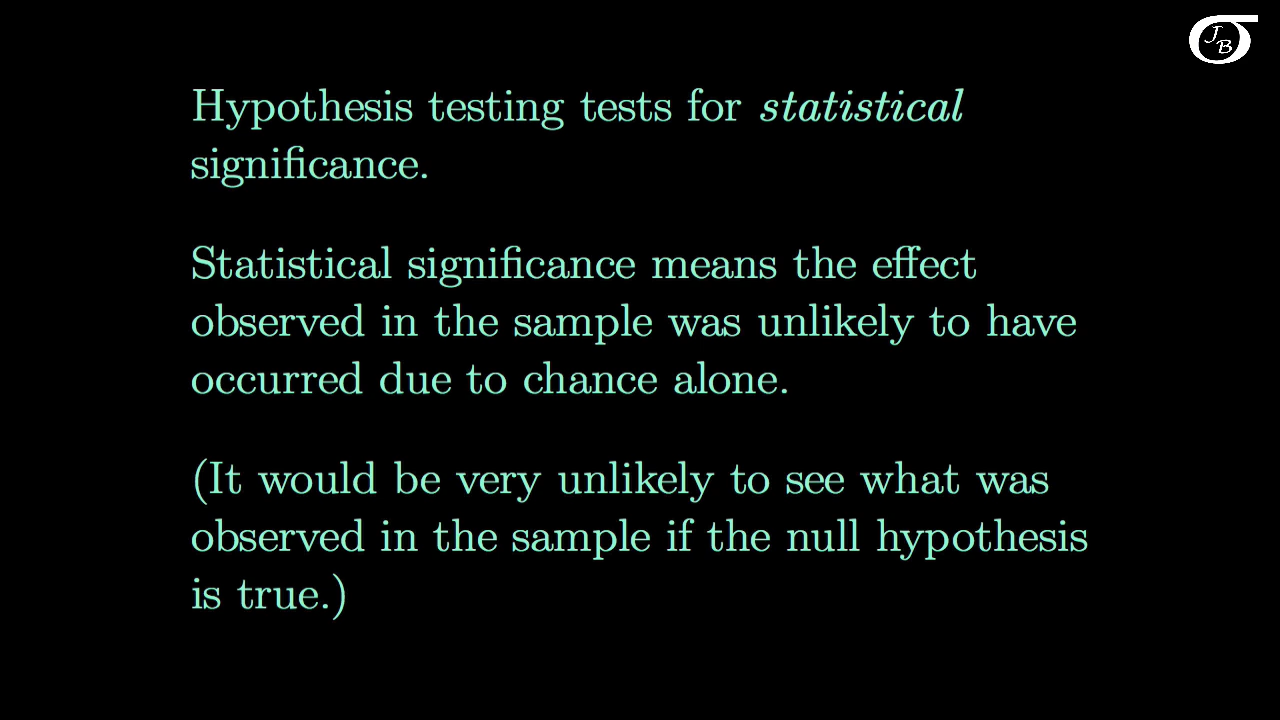 J
B
Hypothesis testing tests for statistical
significance.
Statistical significance means the effect
observed in the sample was unlikely to have
occurred due to chance alone.
(It would be very unlikely to see what was
observed in the sample if the null hypothesis
is true.)